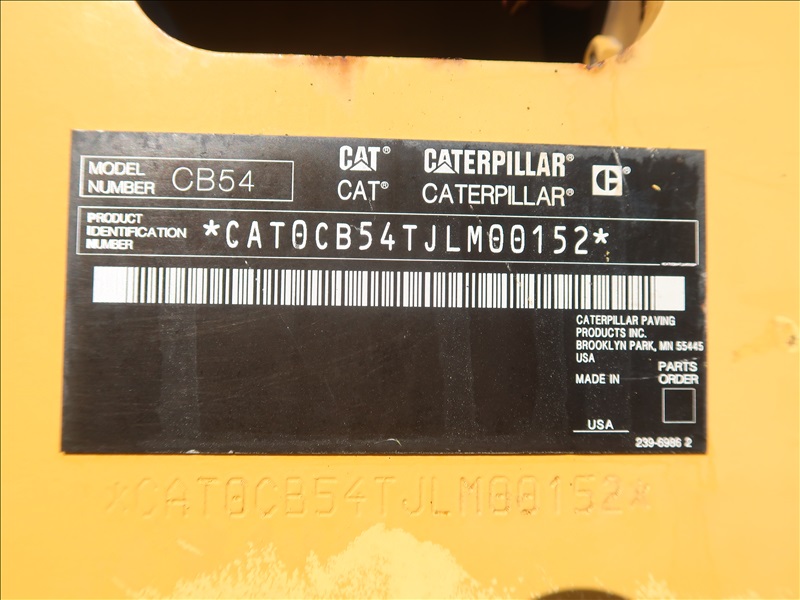 MODEL
NUMBER CB54
CAT® CATERPILLAR®
CAT® CATERPILLAR®
C
PRODUCT
IDENTIFICATION
NUMBER
*CAT0CB54TJLM00152*
CATERPILLAR PAVING
PRODUCTS INC.
BROOKLYN PARK, MN 55445
USA
MADE IN
USA
PARTS
ORDER
239-6986 2
*CAT0CB54TJLM00152*